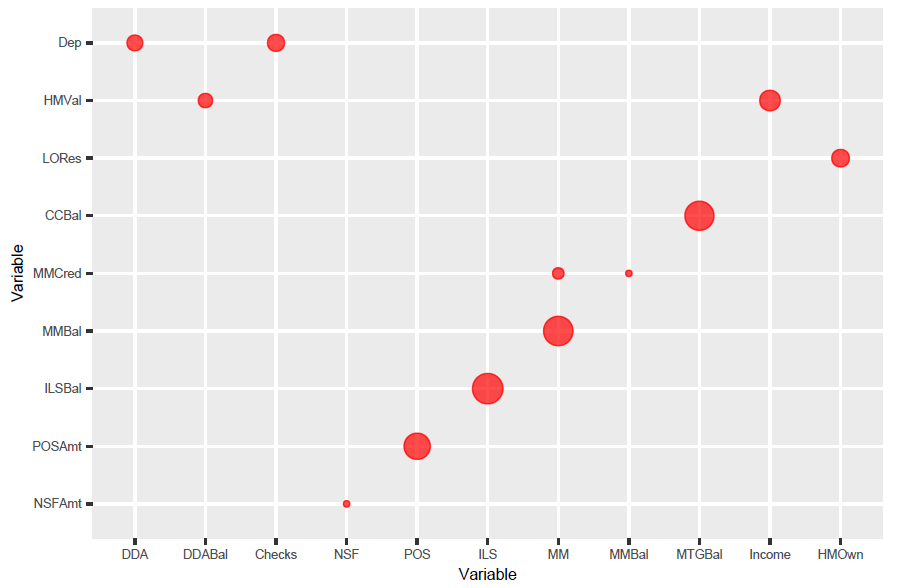 Variable
Dep
HMVal
LORes
CCBal
MMCred
MMBal
ILSBal
POSAmt
NSFAmt
DDA DDABal Checks NSF POS ILS MM MMBal MTGBal Income HMOwn
Variable